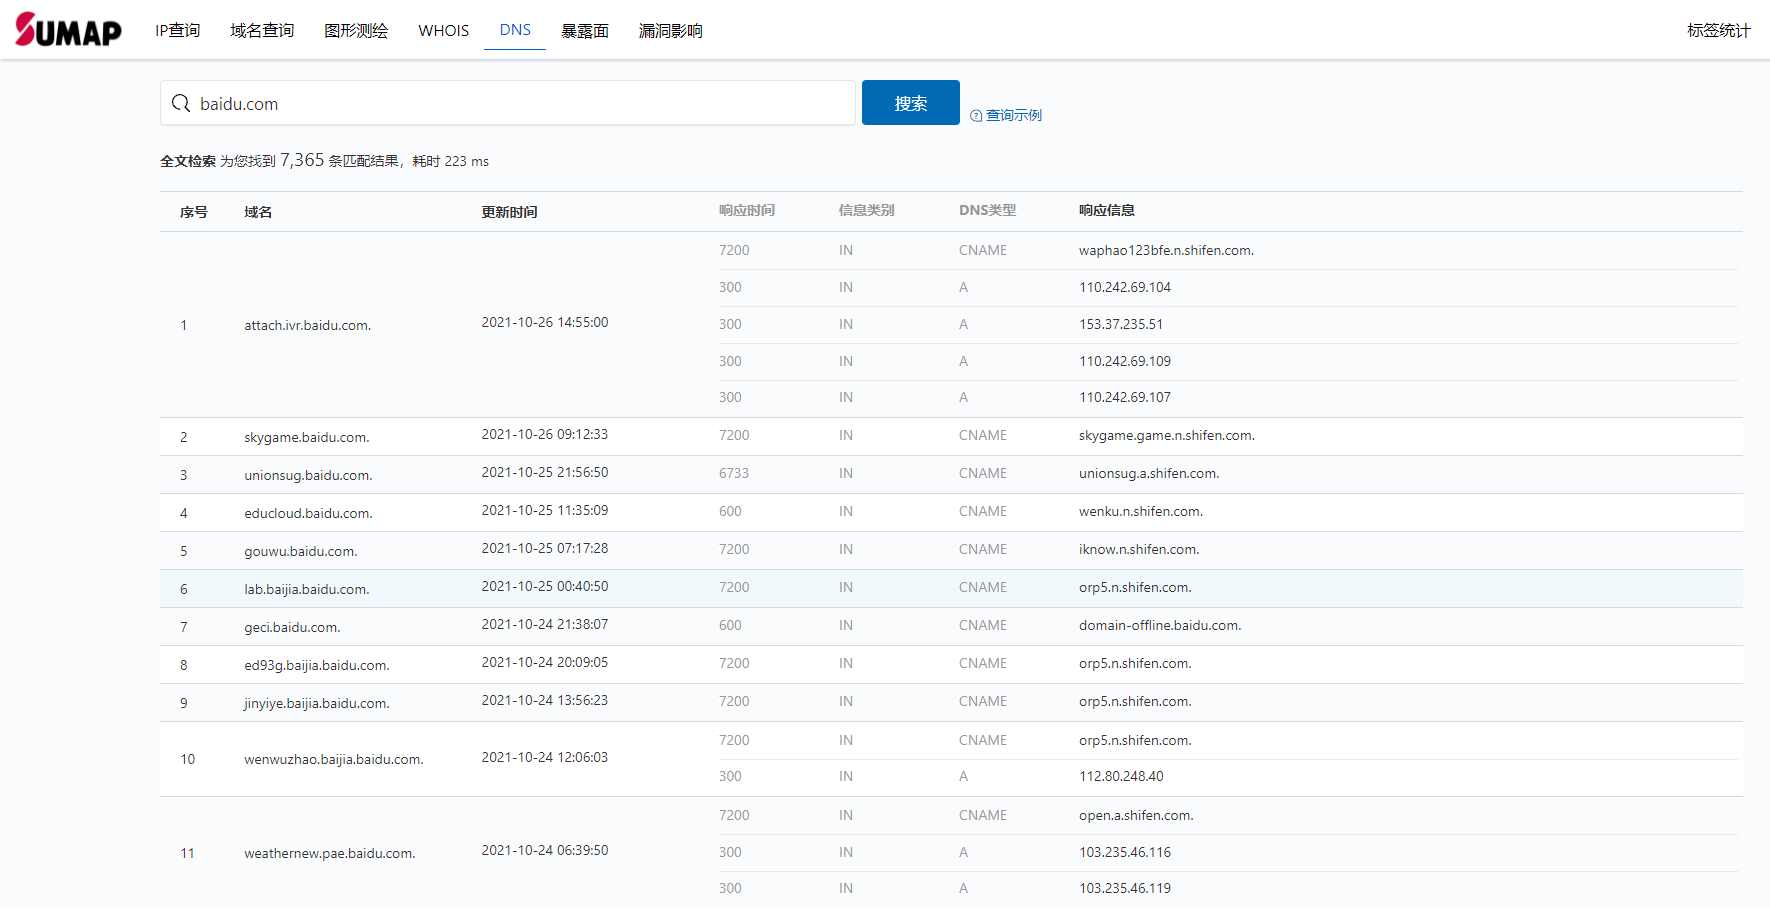 SUMAP IP查询 域名查询 图形测绘 WHOIS DNS 暴露面 漏洞影响 标签统计
baidu.com 搜索 查询示例
全文检索 为您找到 7,365 条匹配结果，耗时 223 ms
序号 域名 更新时间 响应时间 信息类别 DNS类型 响应信息
1 attach.ivr.baidu.com. 2021-10-26 14:55:00 7200 IN CNAME waphao123bfe.n.shifen.com.
300 IN A 110.242.69.104
300 IN A 153.37.235.51
300 IN A 110.242.69.109
300 IN A 110.242.69.107
2 skygame.baidu.com. 2021-10-26 09:12:33 7200 IN CNAME skygame.game.n.shifen.com.
3 unionsug.baidu.com. 2021-10-25 21:56:50 6733 IN CNAME unionsug.a.shifen.com.
4 educloud.baidu.com. 2021-10-25 11:35:09 600 IN CNAME wenku.n.shifen.com.
5 gouwu.baidu.com. 2021-10-25 07:17:28 7200 IN CNAME iknow.n.shifen.com.
6 lab.baijia.baidu.com. 2021-10-25 00:40:50 7200 IN CNAME orp5.n.shifen.com.
7 geci.baidu.com. 2021-10-24 21:38:07 600 IN CNAME domain-offline.baidu.com.
8 ed93g.baijia.baidu.com. 2021-10-24 20:09:05 7200 IN CNAME orp5.n.shifen.com.
9 jinyiye.baijia.baidu.com. 2021-10-24 13:56:23 7200 IN CNAME orp5.n.shifen.com.
10 wenwuzhao.baijia.baidu.com. 2021-10-24 12:06:03 7200 IN CNAME orp5.n.shifen.com.
300 IN A 112.80.248.40
11 weathernew.pae.baidu.com. 2021-10-24 06:39:50 7200 IN CNAME open.a.shifen.com.
300 IN A 103.235.46.116
300 IN A 103.235.46.119